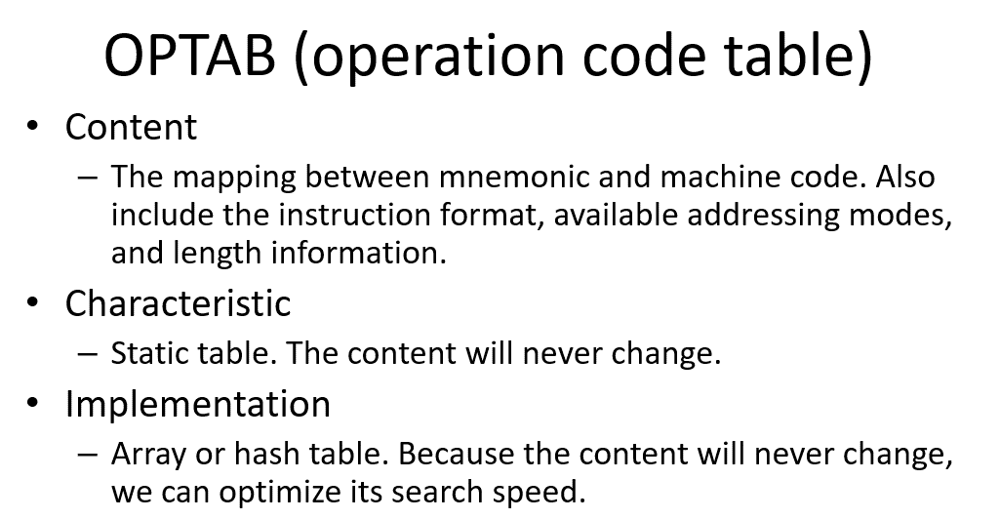 OPTAB (operation code table)
• Content
– The mapping between mnemonic and machine code. Also
include the instruction format, available addressing modes,
and length information.
• Characteristic
– Static table. The content will never change.
• Implementation
– Array or hash table. Because the content will never change,
we can optimize its search speed.